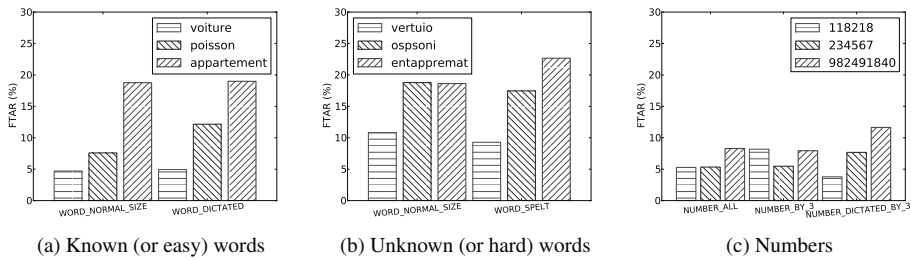 30
25
20
15
10
5
0
FTAR (%)
voiture
poisson
appartement
WORD_NORMAL_SIZE
WORD_DICTATED
(a) Known (or easy) words
30
25
20
15
10
5
0
FTAR (%)
vertuio
ospsoni
entappremat
WORD_NORMAL_SIZE
WORD_SPELT
(b) Unknown (or hard) words
30
25
20
15
10
5
0
FTAR (%)
118218
234567
982491840
NUMBER_ALL
NUMBER_BY_3
NUMBER_DICTATED_BY_3
(c) Numbers